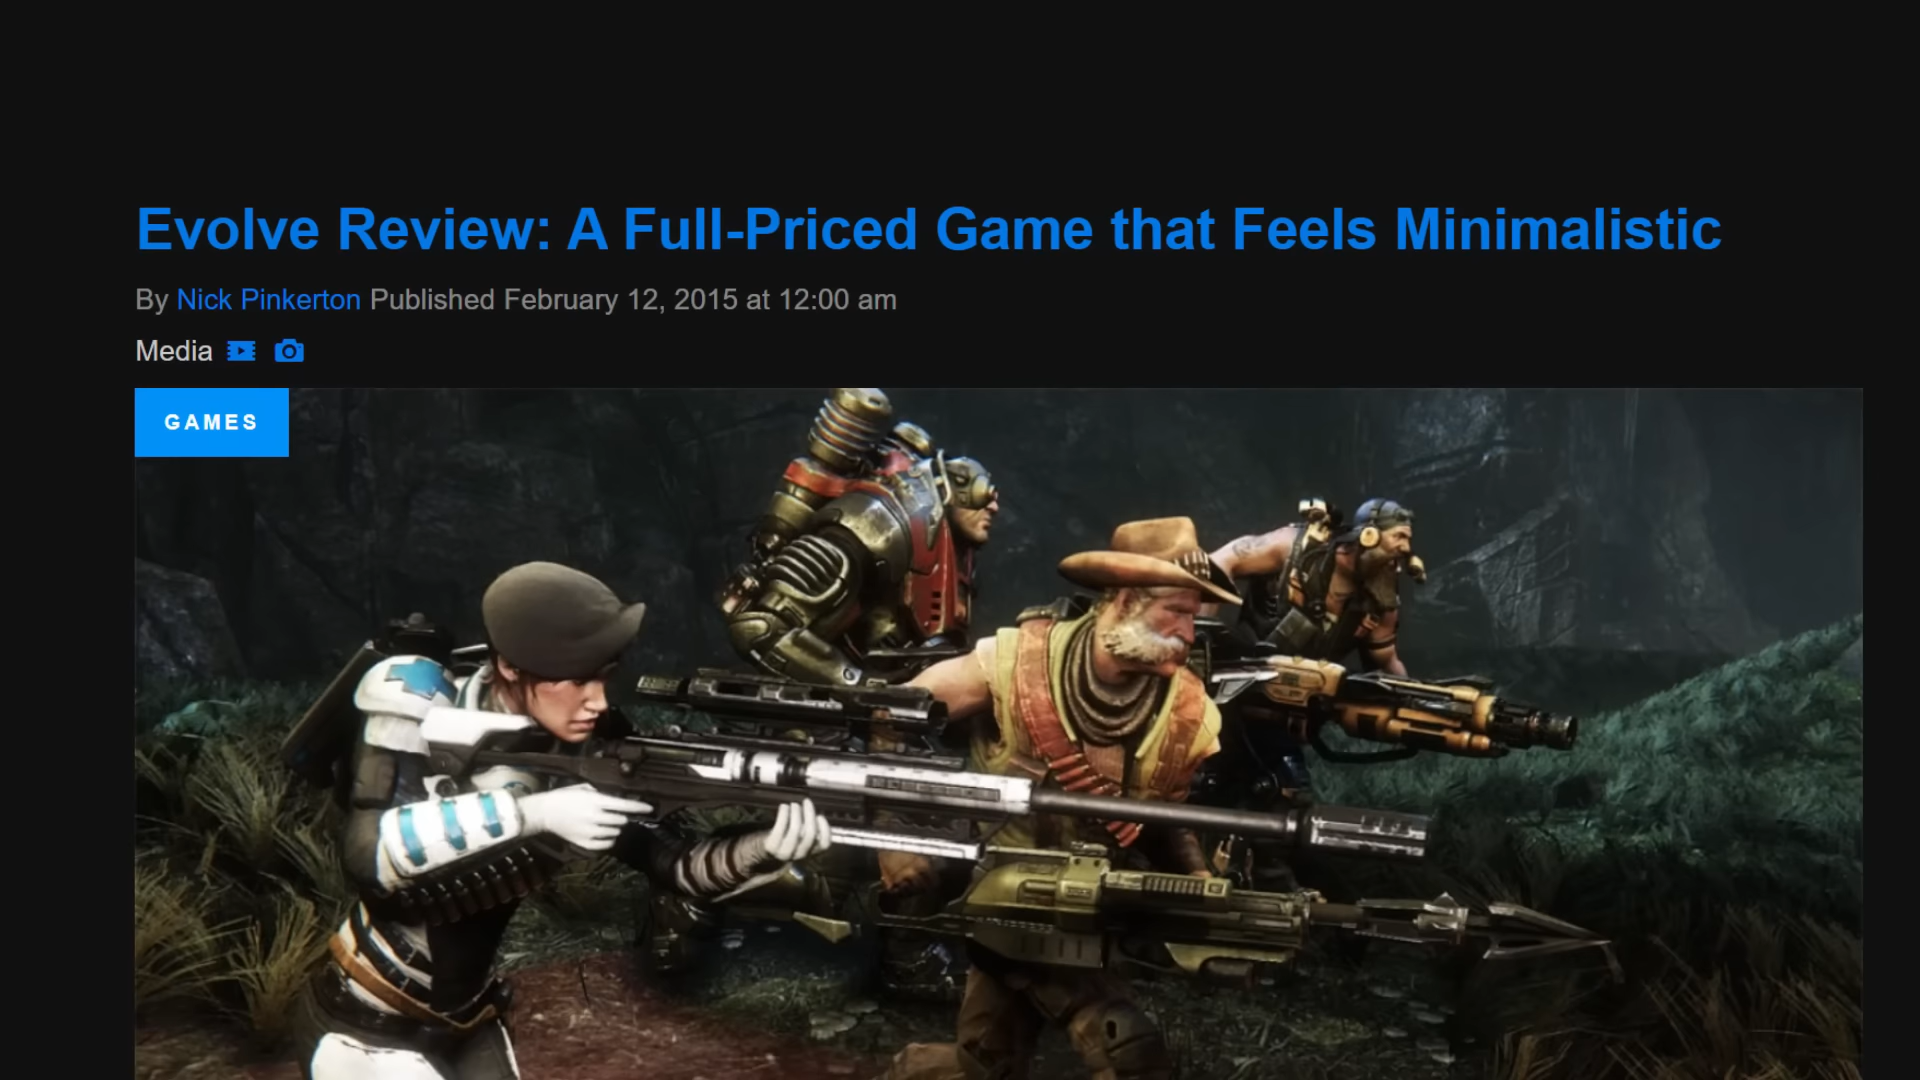 Evolve Review: A Full-Priced Game that Feels Minimalistic
By Nick Pinkerton Published February 12, 2015 at 12:00 am
Media
GAMES